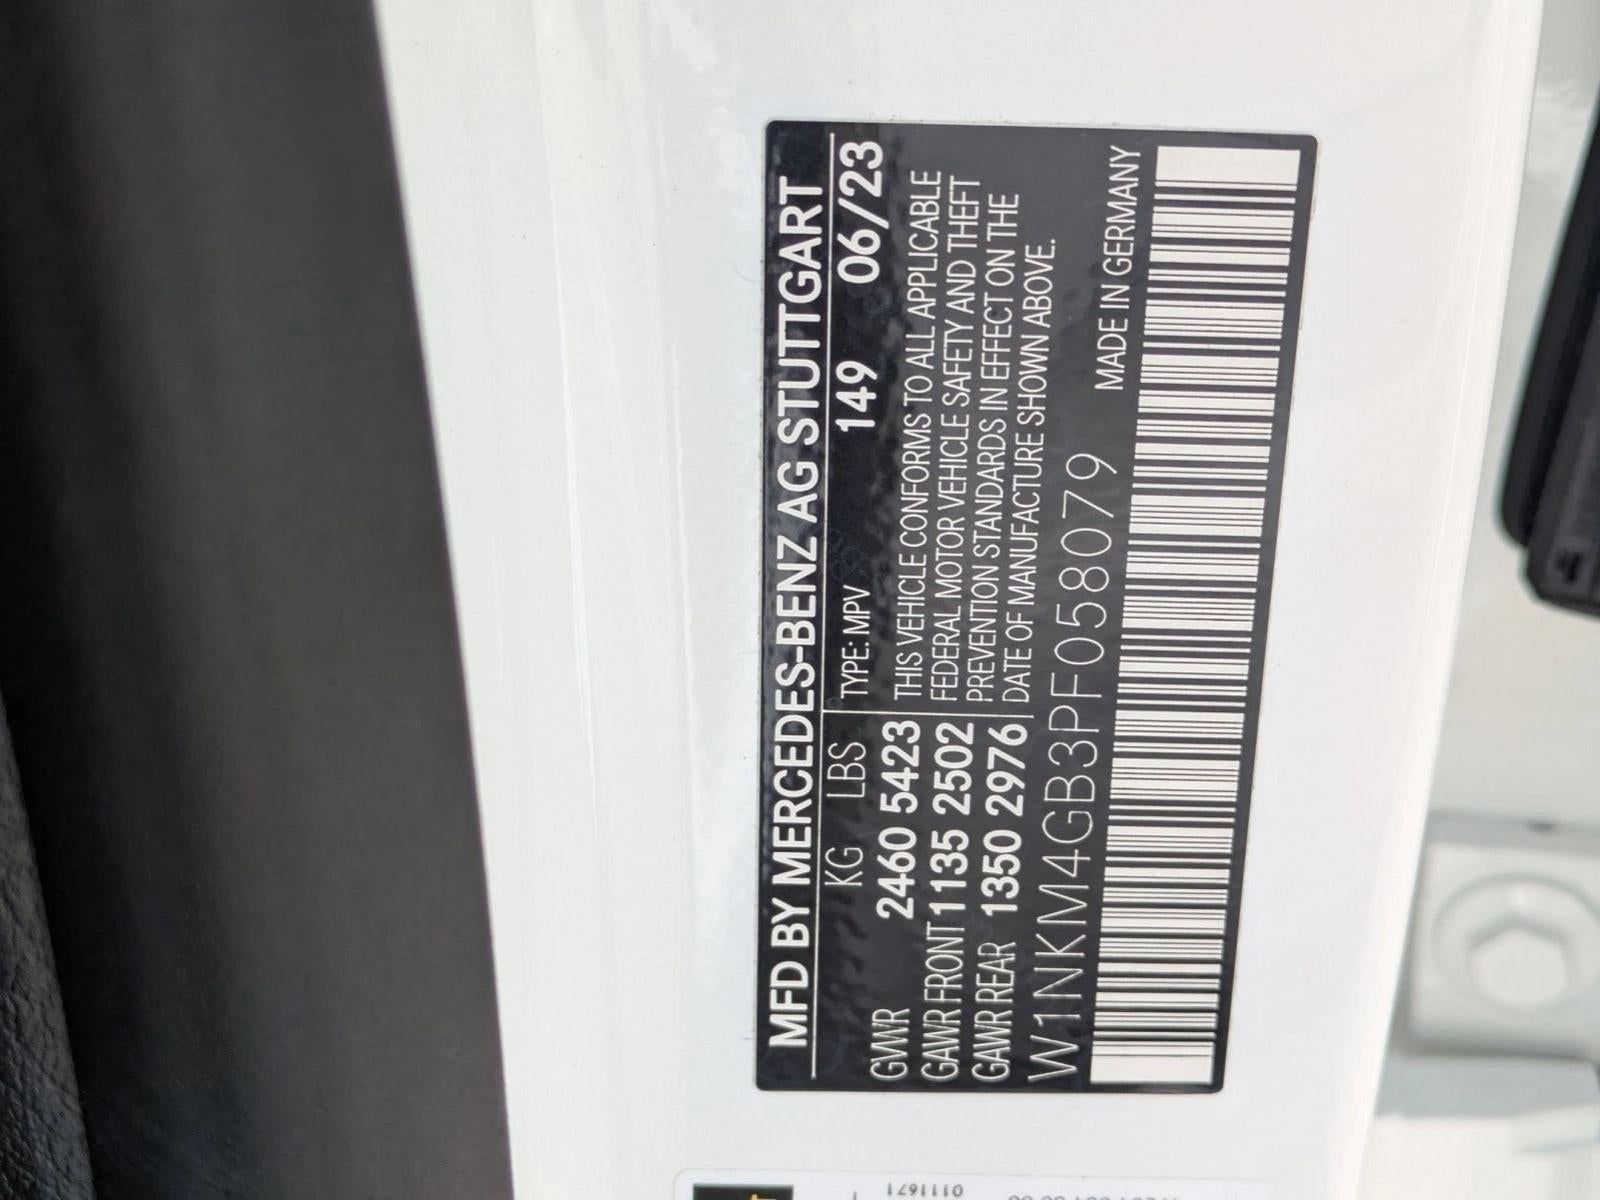 MFD BY MERCEDES-BENZ AG STUTTGART
KG LBS TYPE: MPV 149 06/23
GWR 2460 5423
GAWR FRONT 1135 2502
GAWR REAR 1350 2976
THIS VEHICLE CONFORMS TO ALL APPLICABLE
FEDERAL MOTOR VEHICLE SAFETY AND THEFT
PREVENTION STANDARDS IN EFFECT ON THE
DATE OF MANUFACTURE SHOWN ABOVE.
W1NKM4GB3PF058079 MADE IN GERMANY
0111671